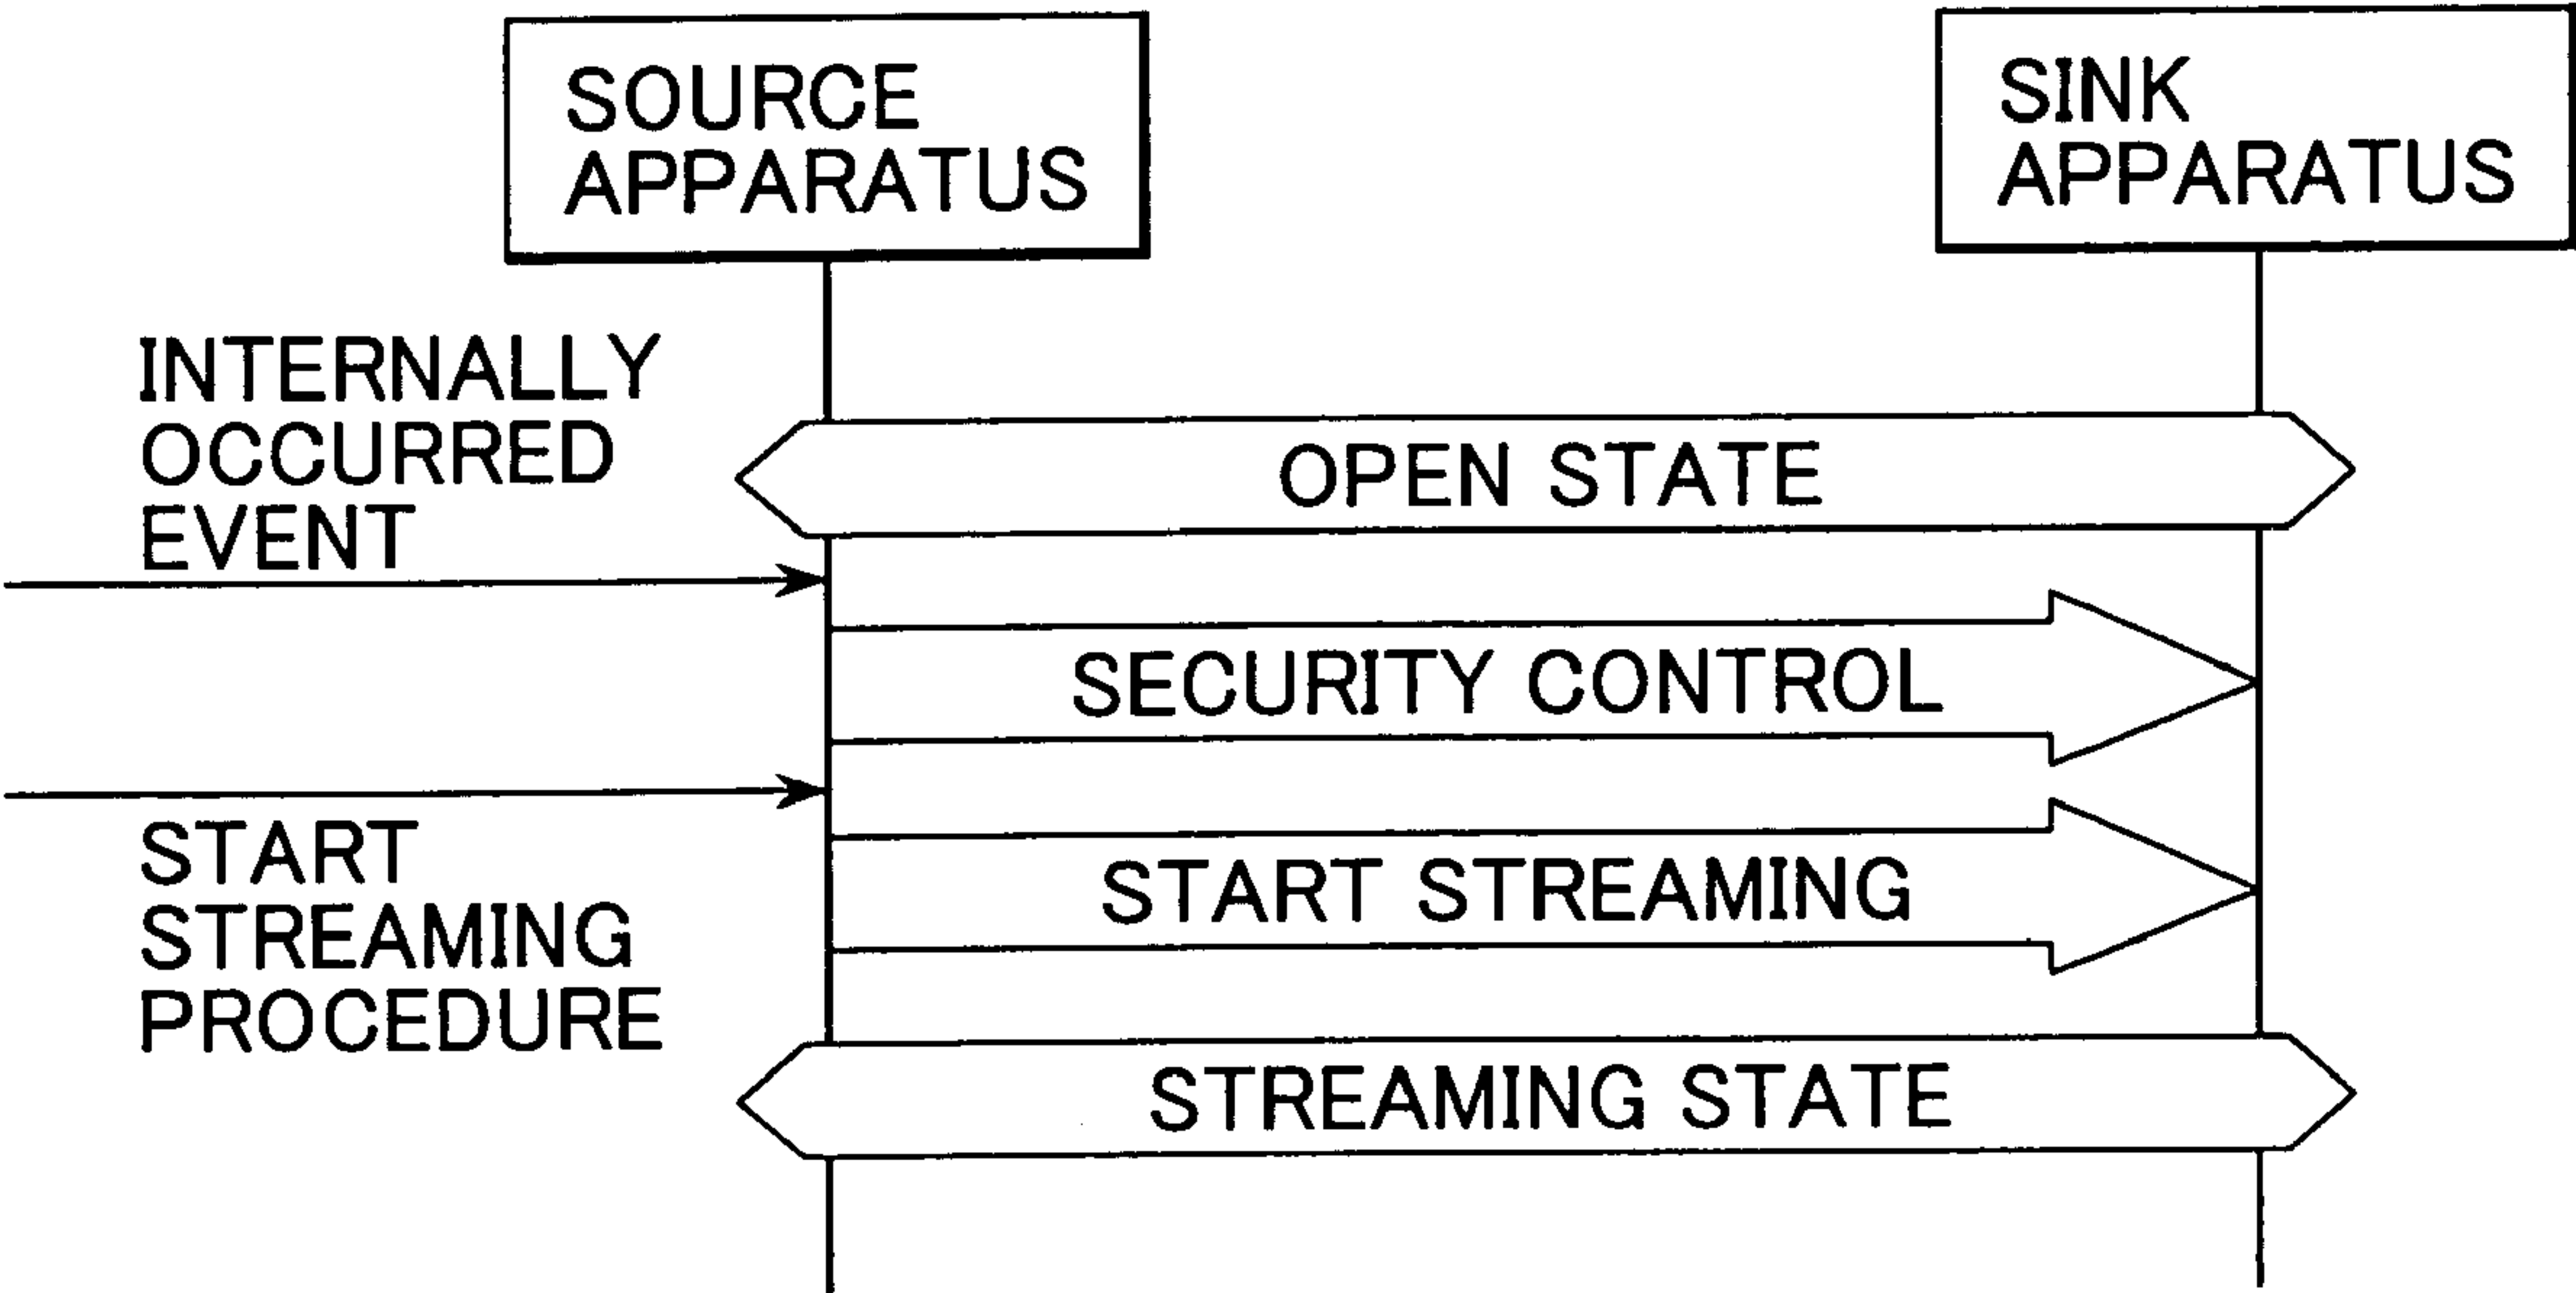 SOURCE
APPARATUS
SINK
APPARATUS
INTERNALLY
OCCURRED
EVENT
OPEN STATE
SECURITY CONTROL
START
STREAMING
PROCEDURE
START STREAMING
STREAMING STATE